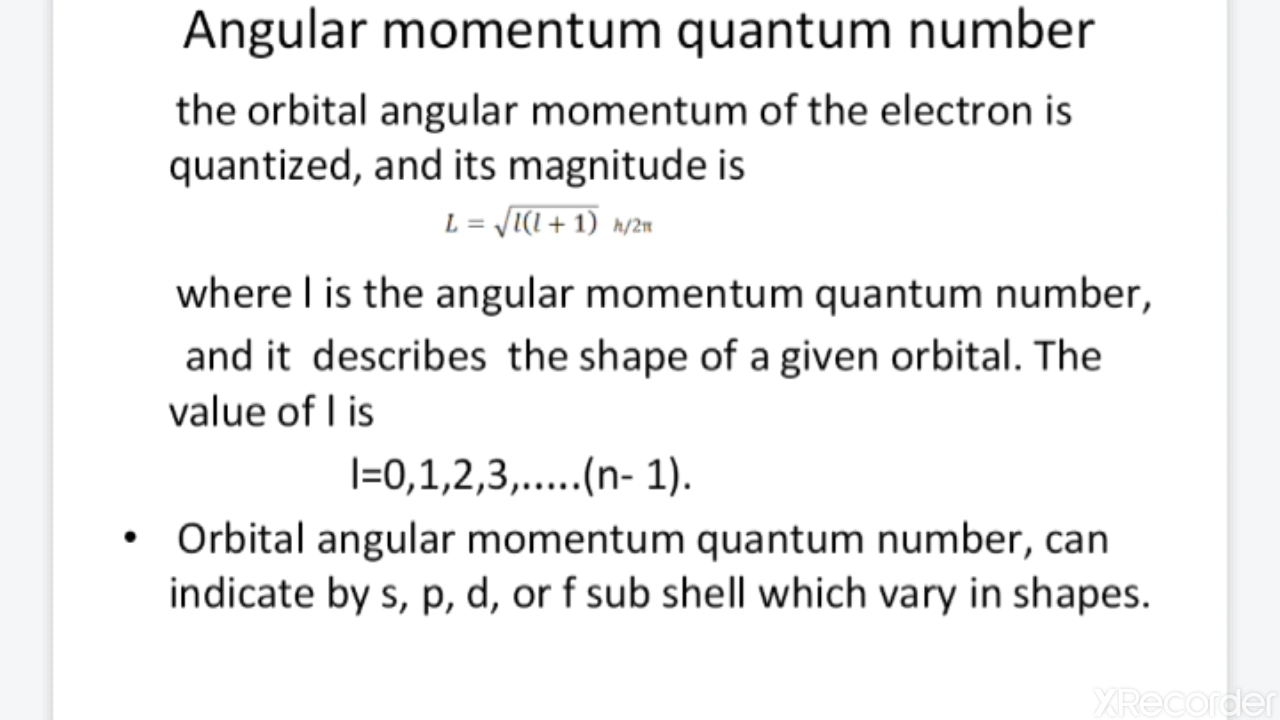 Angular momentum quantum number
the orbital angular momentum of the electron is
quantized, and its magnitude is
L = √l(l + 1) h/2π
where l is the angular momentum quantum number,
and it describes the shape of a given orbital. The
value of l is
l=0,1,2,3,.....(n- 1).
• Orbital angular momentum quantum number, can
indicate by s, p, d, or f sub shell which vary in shapes.
XRecorder